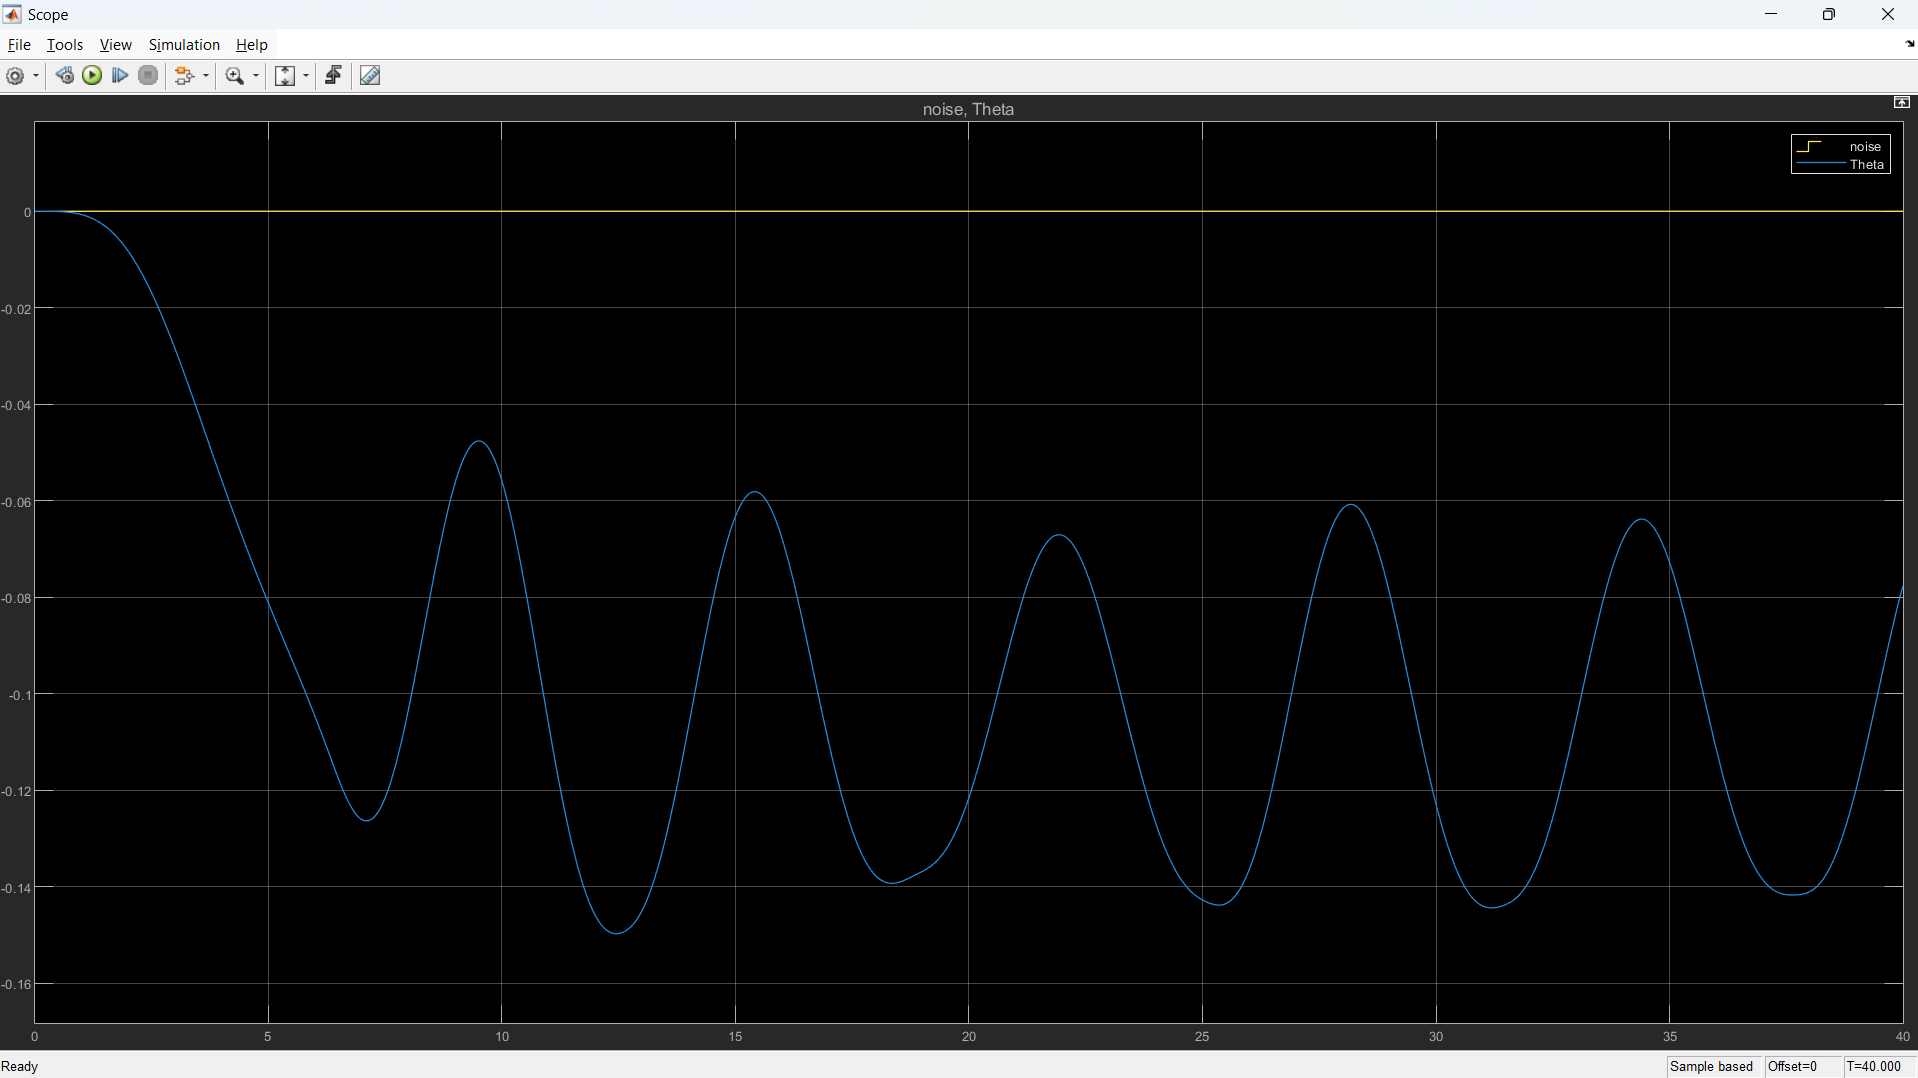 Scope
File Tools View Simulation Help
noise, Theta
noise
Theta
0
-0.02
-0.04
-0.06
-0.08
-0.1
-0.12
-0.14
-0.16
0 5 10 15 20 25 30 35 40
Ready Sample based Offset=0 T=40.000